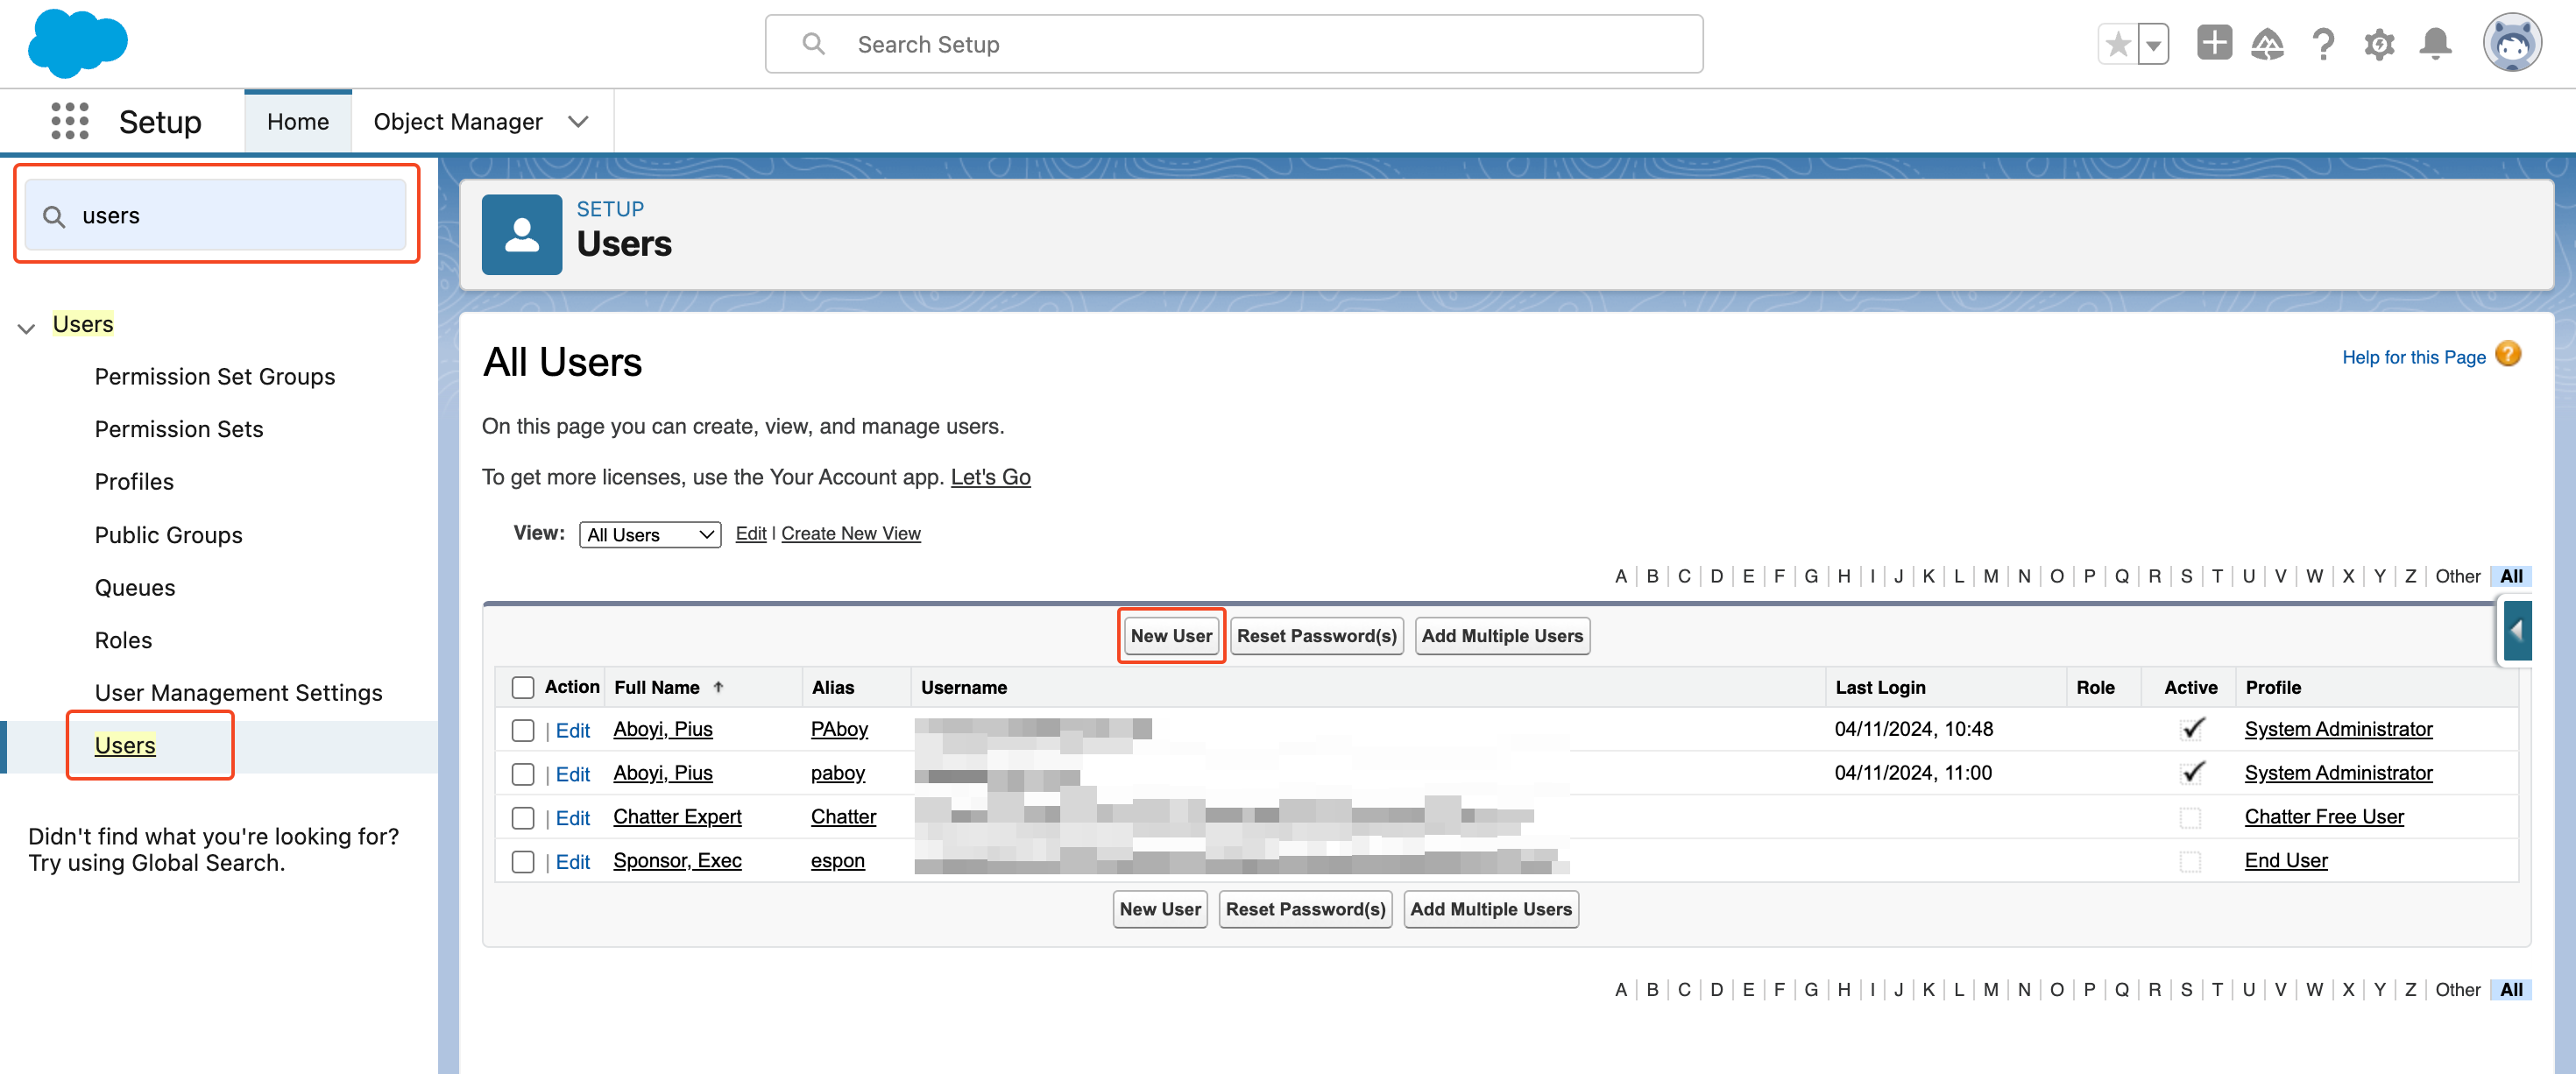 Search Setup
Setup
Home
Object Manager
users
Users
Permission Set Groups
Permission Sets
Profiles
Public Groups
Queues
Roles
User Management Settings
Users
Didn't find what you're looking for?
Try using Global Search.
SETUP
Users
All Users
Help for this Page
On this page you can create, view, and manage users.
To get more licenses, use the Your Account app. Let's Go
View: All Users Edit | Create New View
A | B | C | D | E | F | G | H | I | J | K | L | M | N | O | P | Q | R | S | T | U | V | W | X | Y | Z | Other | All
New User Reset Password(s) Add Multiple Users
Action Full Name Alias Username Last Login Role Active Profile
| Edit Aboyi, Pius PAboy 04/11/2024, 10:48 System Administrator
| Edit Aboyi, Pius paboy 04/11/2024, 11:00 System Administrator
| Edit Chatter Expert Chatter Chatter Free User
| Edit Sponsor, Exec espon End User
New User Reset Password(s) Add Multiple Users
A | B | C | D | E | F | G | H | I | J | K | L | M | N | O | P | Q | R | S | T | U | V | W | X | Y | Z | Other | All